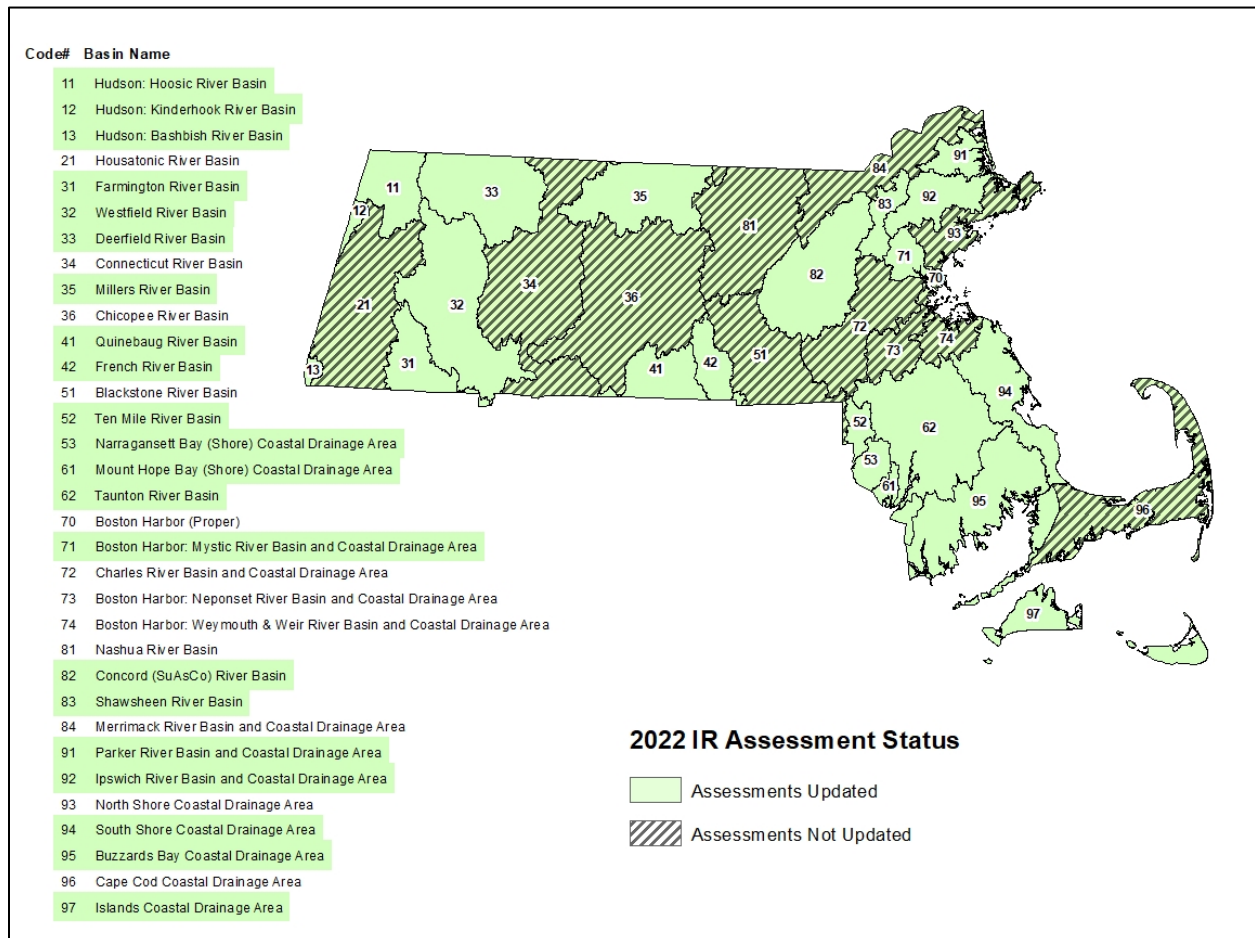 Code# Basin Name
11 Hudson: Hoosic River Basin
12 Hudson: Kinderhook River Basin
13 Hudson: Bashbish River Basin
21 Housatonic River Basin
31 Farmington River Basin
32 Westfield River Basin
33 Deerfield River Basin
34 Connecticut River Basin
35 Millers River Basin
36 Chicopee River Basin
41 Quinebaug River Basin
42 French River Basin
51 Blackstone River Basin
52 Ten Mile River Basin
53 Narragansett Bay (Shore) Coastal Drainage Area
61 Mount Hope Bay (Shore) Coastal Drainage Area
62 Taunton River Basin
70 Boston Harbor (Proper)
71 Boston Harbor: Mystic River Basin and Coastal Drainage Area
72 Charles River Basin and Coastal Drainage Area
73 Boston Harbor: Neponset River Basin and Coastal Drainage Area
74 Boston Harbor: Weymouth & Weir River Basin and Coastal Drainage Area
81 Nashua River Basin
82 Concord (SuAsCo) River Basin
83 Shawsheen River Basin
84 Merrimack River Basin and Coastal Drainage Area
91 Parker River Basin and Coastal Drainage Area
92 Ipswich River Basin and Coastal Drainage Area
93 North Shore Coastal Drainage Area
94 South Shore Coastal Drainage Area
95 Buzzards Bay Coastal Drainage Area
96 Cape Cod Coastal Drainage Area
97 Islands Coastal Drainage Area
91
84
11
33
35
92
83
12
81
93
71
82
70
34
36
21
32
72
74
73
51
13
31
41
42
94
52
62
53
61
95
96
97
2022 IR Assessment Status
Assessments Updated
Assessments Not Updated